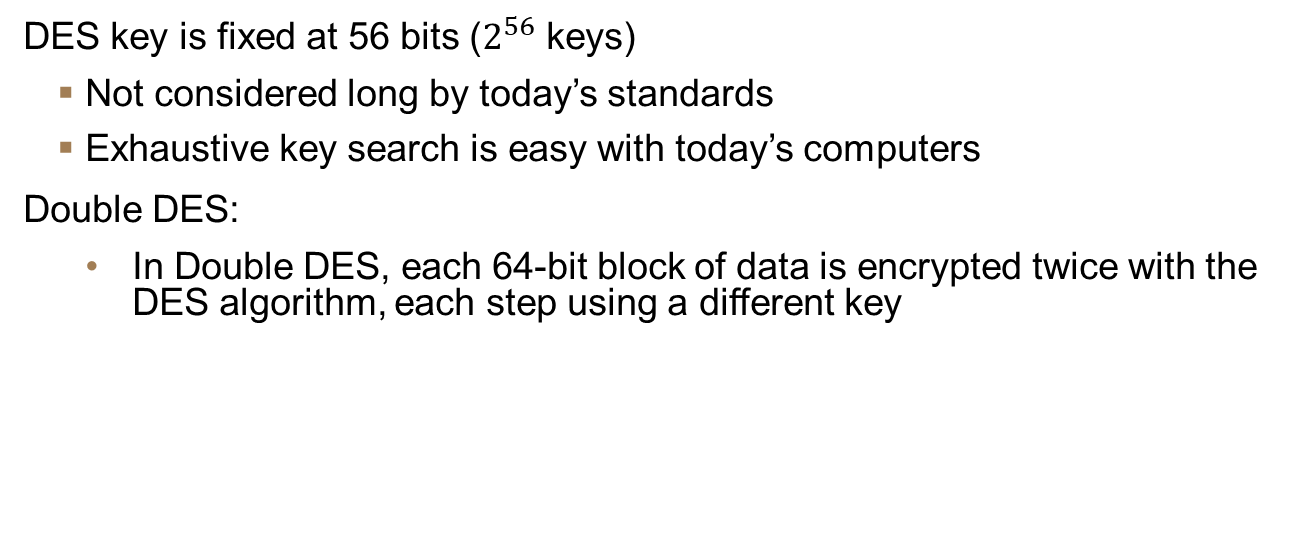 DES key is fixed at 56 bits (2⁵⁶ keys)
▪ Not considered long by today’s standards
▪ Exhaustive key search is easy with today’s computers
Double DES:
• In Double DES, each 64-bit block of data is encrypted twice with the
DES algorithm, each step using a different key